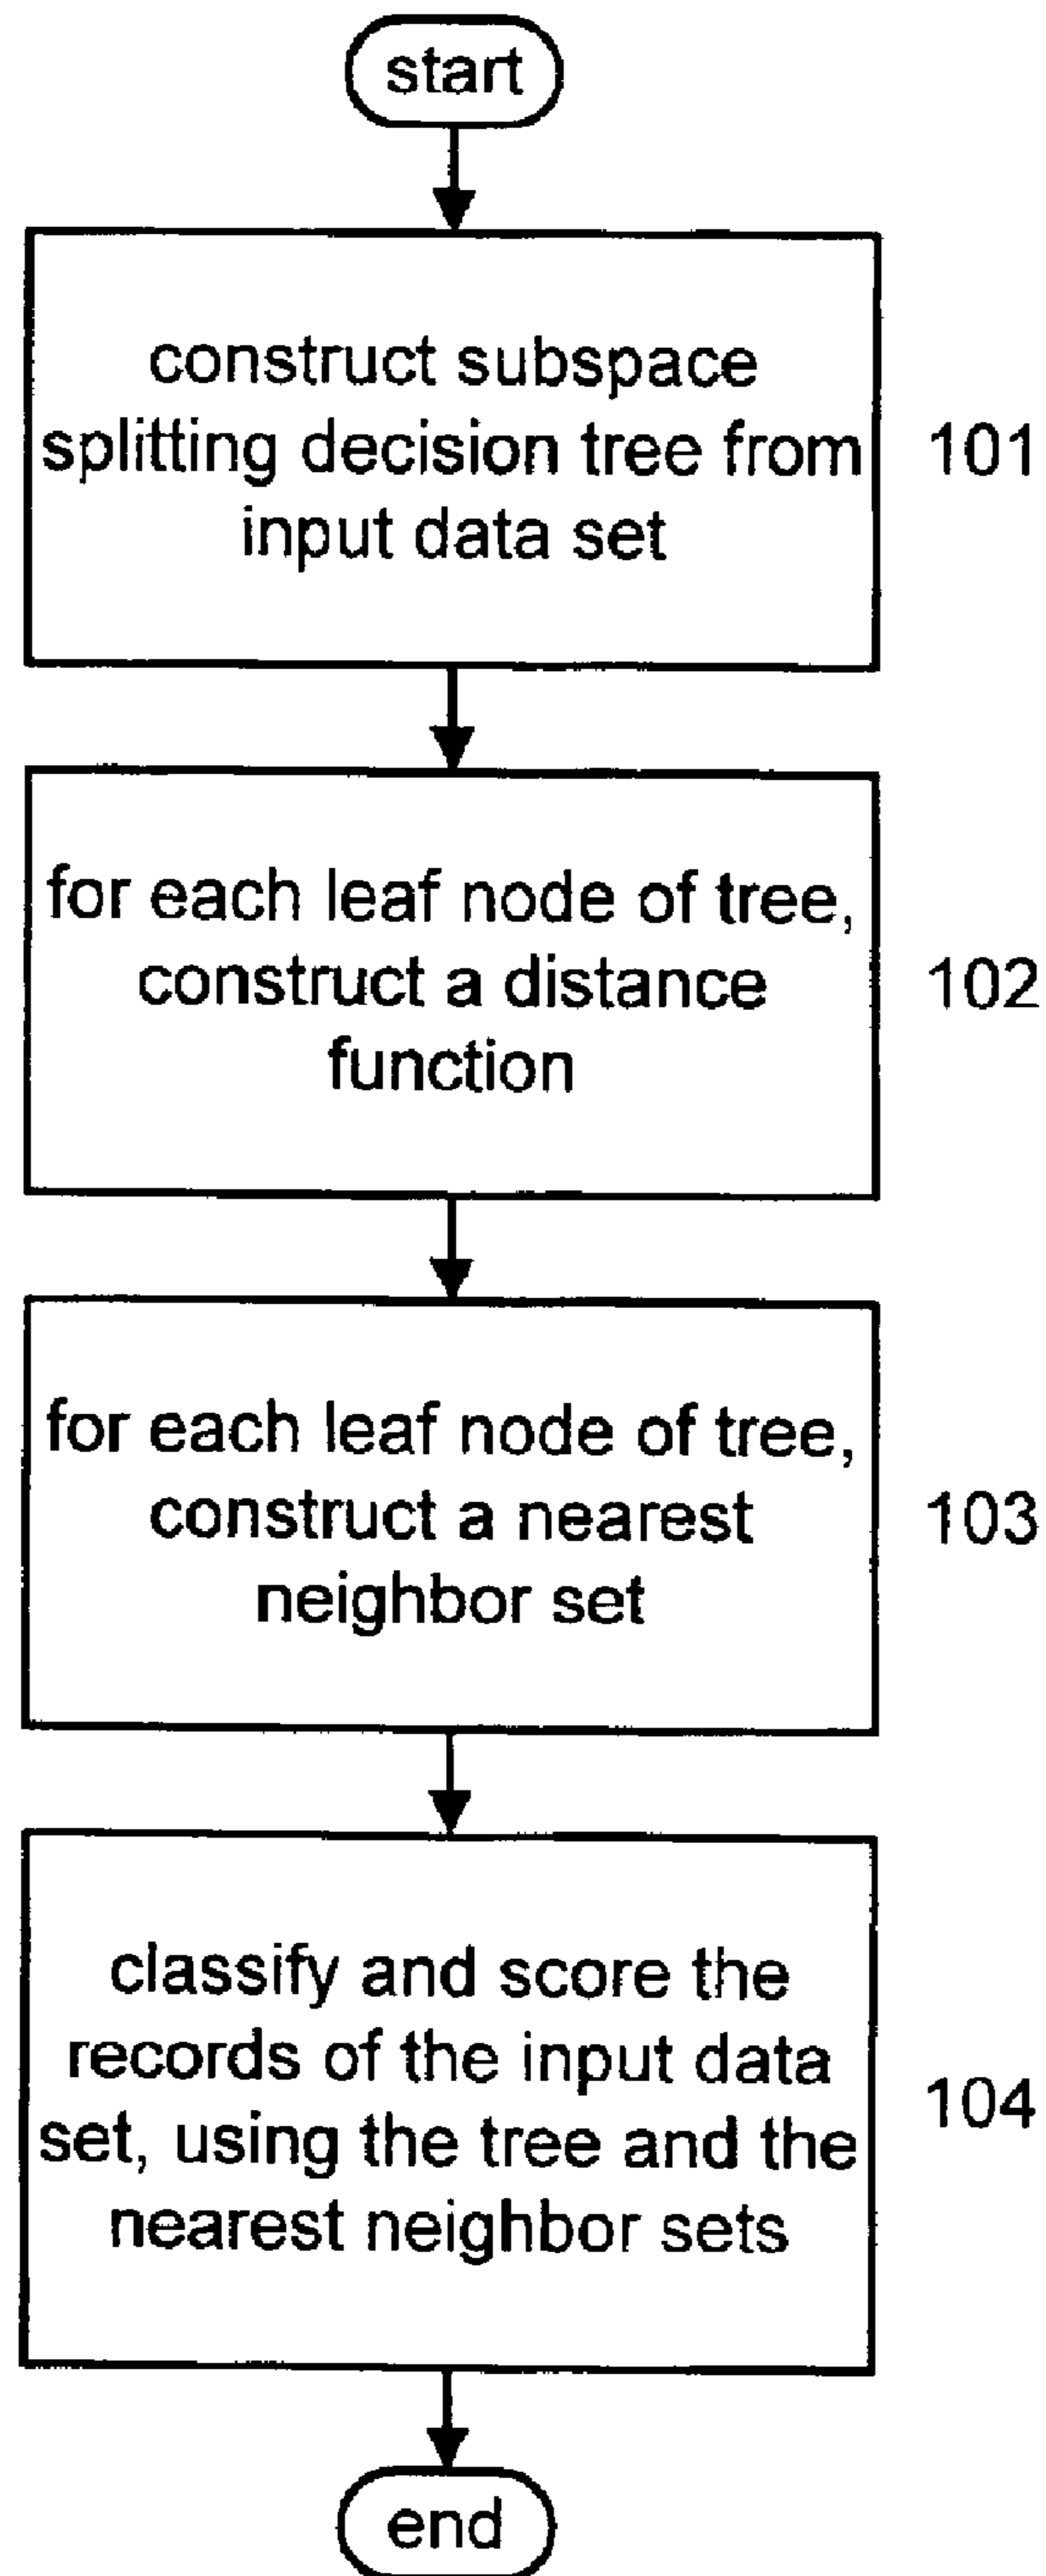 start
construct subspace
splitting decision tree from
input data set
101
for each leaf node of tree,
construct a distance
function
102
for each leaf node of tree,
construct a nearest
neighbor set
103
classify and score the
records of the input data
set, using the tree and the
nearest neighbor sets
104
end